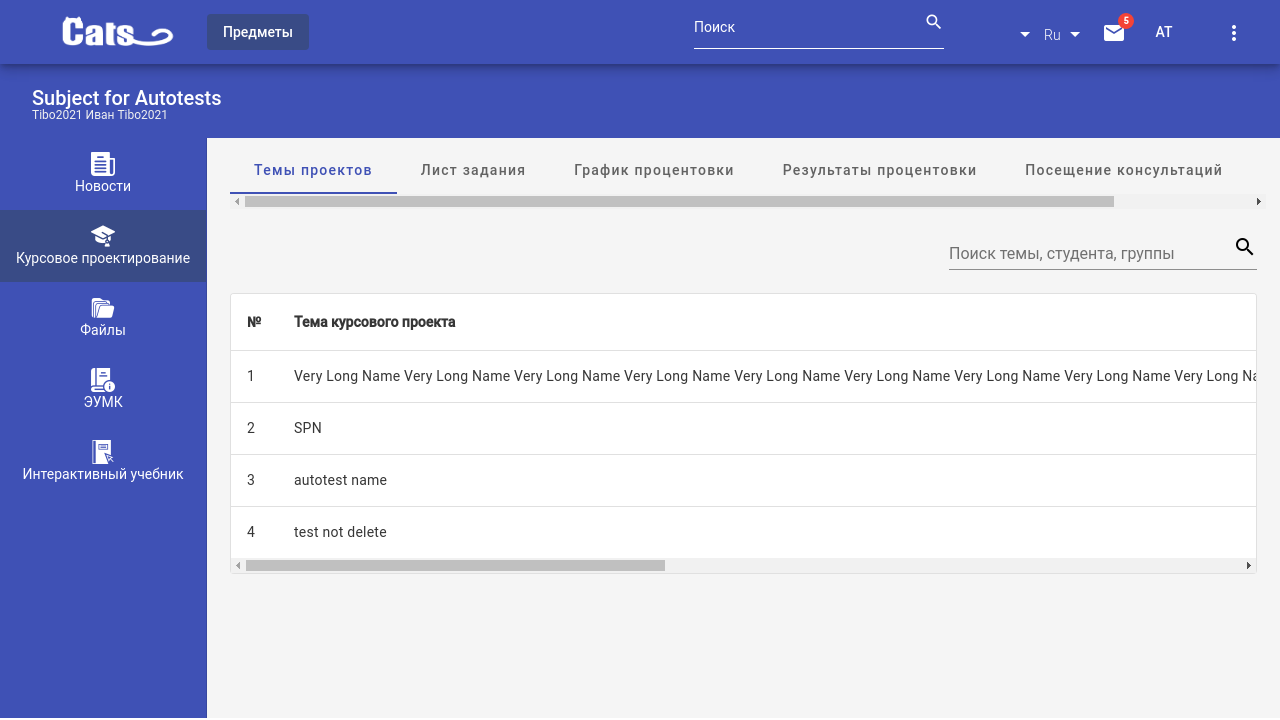 Cats
Предметы
Поиск
Ru
5
AT
Subject for Autotests
Tibo2021 Иван Tibo2021
Новости
Курсовое проектирование
Файлы
ЭУМК
Интерактивный учебник
Темы проектов
Лист задания
График процентовки
Результаты процентовки
Посещение консультаций
Поиск темы, студента, группы
№ Тема курсового проекта
1 Very Long Name Very Long Name Very Long Name Very Long Name Very Long Name Very Long Name Very Long Name Very Long Name Very Long Na
2 SPN
3 autotest name
4 test not delete